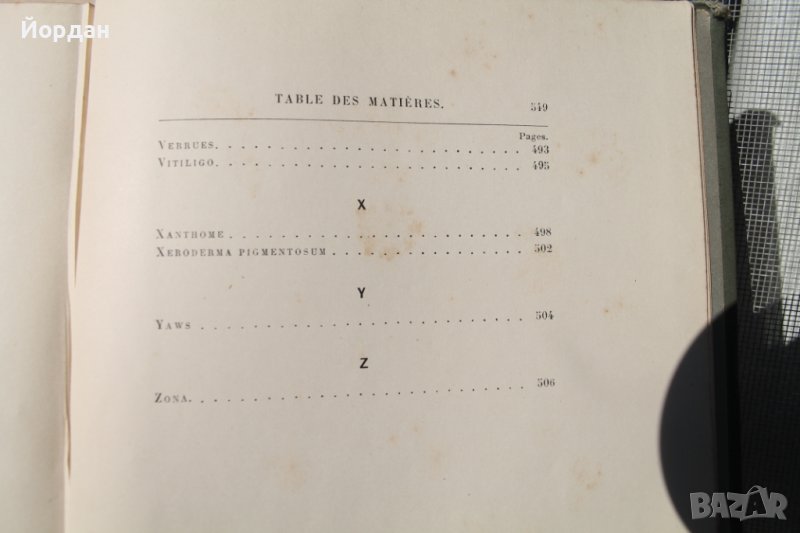 Йордан
TABLE DES MATIÈRES. 549
Pages.
VERRUES. . . . . . . . . . . . . . . . . . . . . 493
VITILIGO. . . . . . . . . . . . . . . . . . . . . 495
X
XANTHOME . . . . . . . . . . . . . . . . . . . . 498
XERODERMA PIGMENTOSUM . . . . . . . . . . . . . 502
Y
YAWS . . . . . . . . . . . . . . . . . . . . . . 504
Z
ZONA. . . . . . . . . . . . . . . . . . . . . . 506
BAZAR